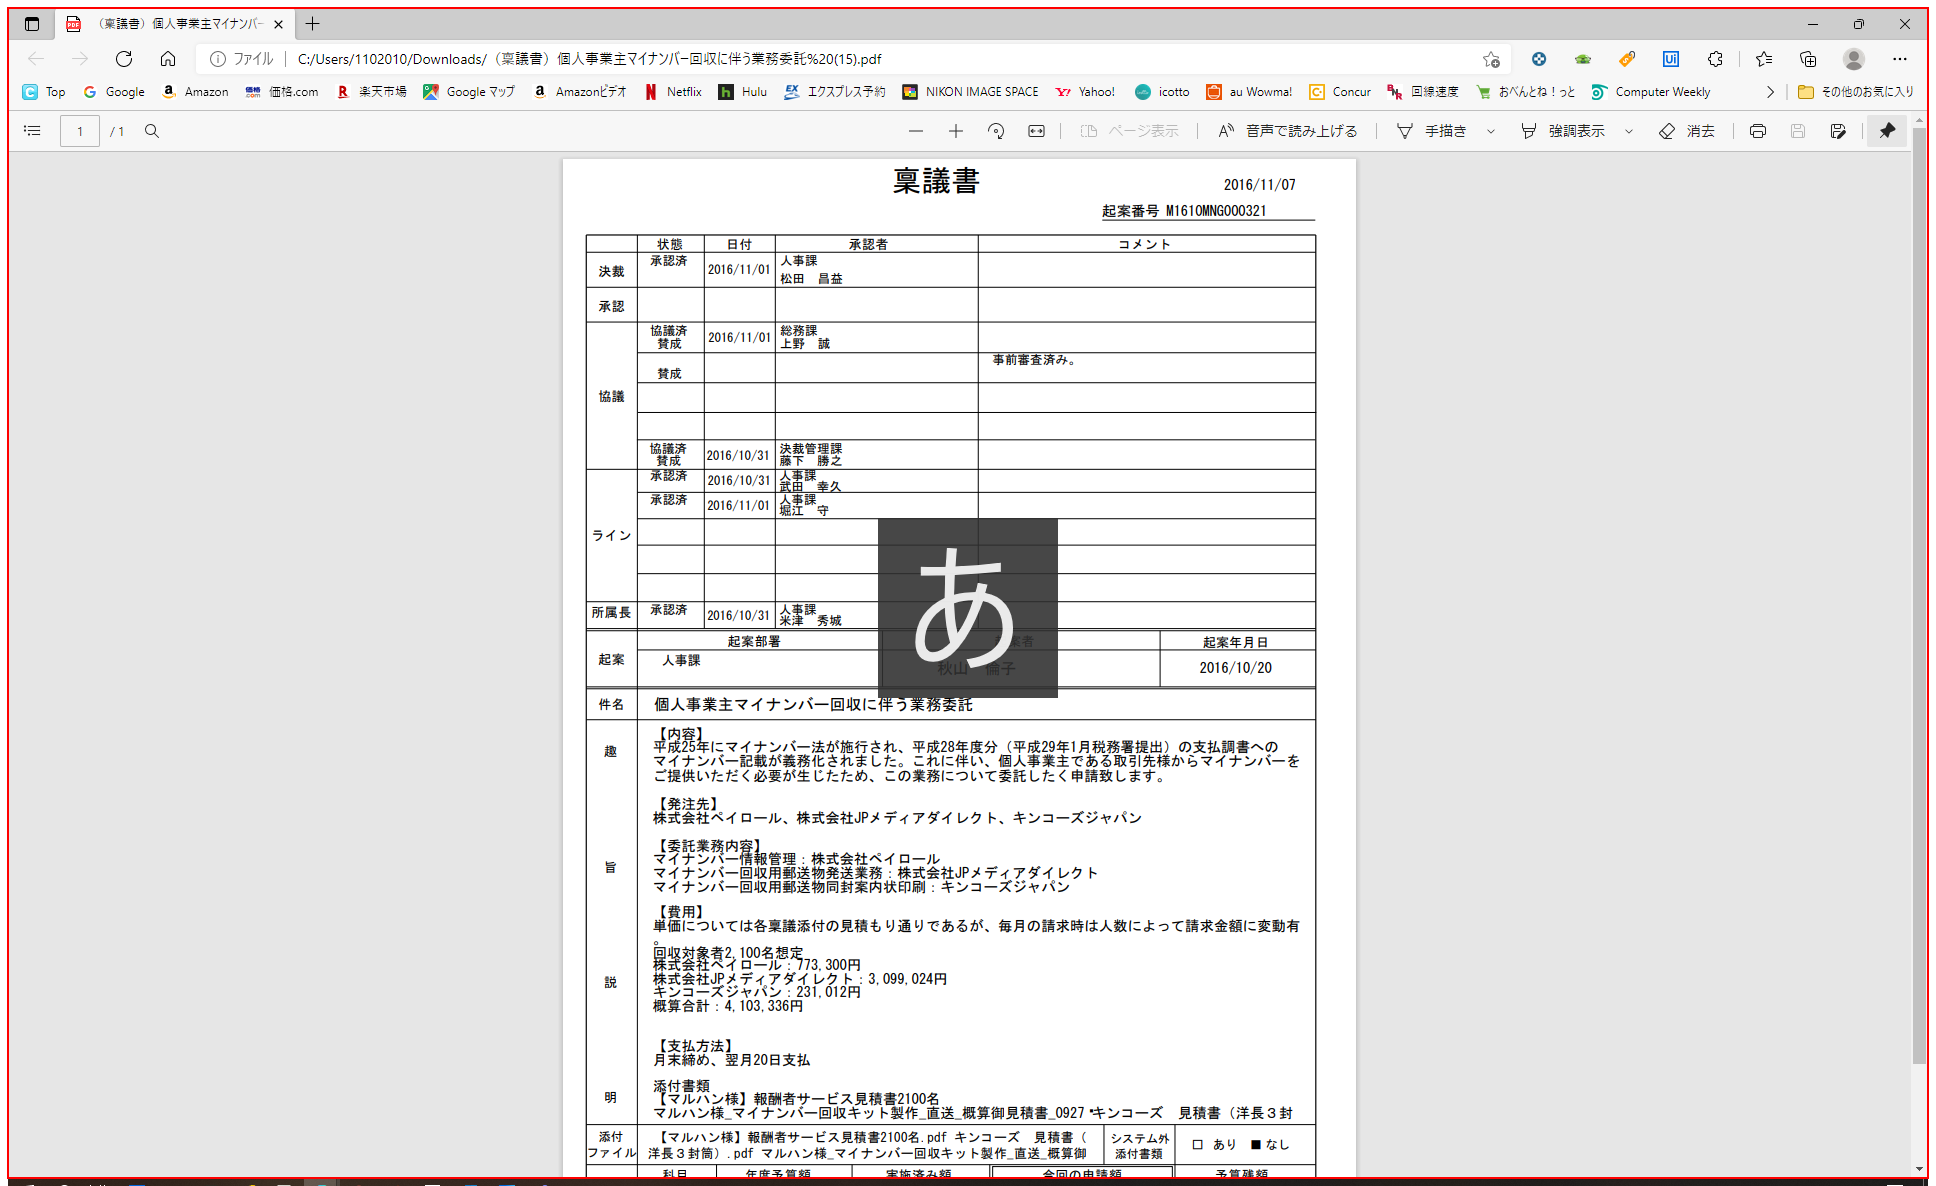 （稟議書）個人事業主マイナンバー
ファイル C:/Users/1102010/Downloads/（稟議書）個人事業主マイナンバー回収に伴う業務委託%20(15).pdf
Top Google Amazon 価格.com 楽天市場 Google マップ Amazonビデオ Netflix Hulu エクスプレス予約 NIKON IMAGE SPACE Yahoo! icotto au Wowma! Concur 回線速度 おべんとね！っと Computer Weekly その他のお気に入り
1 / 1 ページ表示 音声で読み上げる 手描き 強調表示 消去
稟議書
2016/11/07
起案番号 M1610MNG000321
状態 日付 承認者 コメント
決裁 承認済 2016/11/01 人事課
松田　昌益
承認
協議済 2016/11/01 総務課
賛成 上野　誠
事前審査済み。
賛成
協議
協議済 2016/10/31 決裁管理課
賛成 藤下　勝之
承認済 2016/10/31 人事課
武田　幸久
承認済 2016/11/01 人事課
堀江　守
ライン
あ
所属長 承認済 2016/10/31 人事課
米津　秀城
起案部署 起案者 起案年月日
起案 人事課 秋山　倫子 2016/10/20
件名 個人事業主マイナンバー回収に伴う業務委託
趣旨説明
【内容】
平成25年にマイナンバー法が施行され、平成28年度分（平成29年1月税務署提出）の支払調書への
マイナンバー記載が義務化されました。これに伴い、個人事業主である取引先様からマイナンバーを
ご提供いただく必要が生じたため、この業務について委託したく申請致します。
【発注先】
株式会社ペイロール、株式会社JPメディアダイレクト、キンコーズジャパン
【委託業務内容】
マイナンバー情報管理：株式会社ペイロール
マイナンバー回収用郵送物発送業務：株式会社JPメディアダイレクト
マイナンバー回収用郵送物同封案内状印刷：キンコーズジャパン
【費用】
単価については各稟議添付の見積もり通りであるが、毎月の請求時は人数によって請求金額に変動有
。
回収対象者2,100名想定
株式会社ペイロール：773,300円
株式会社JPメディアダイレクト：3,099,024円
キンコーズジャパン：231,012円
概算合計：4,103,336円
【支払方法】
月末締め、翌月20日支払
添付書類
【マルハン様】報酬者サービス見積書2100名
マルハン様_マイナンバー回収キット製作_直送_概算御見積書_0927・キンコーズ　見積書（洋長３封
添付ファイル 【マルハン様】報酬者サービス見積書2100名.pdf キンコーズ　見積書（
洋長３封筒）.pdf マルハン様_マイナンバー回収キット製作_直送_概算御
システム外添付書類 □ あり ■なし
科目 年度予算額 実施済み額 今回の申請額 予算残額